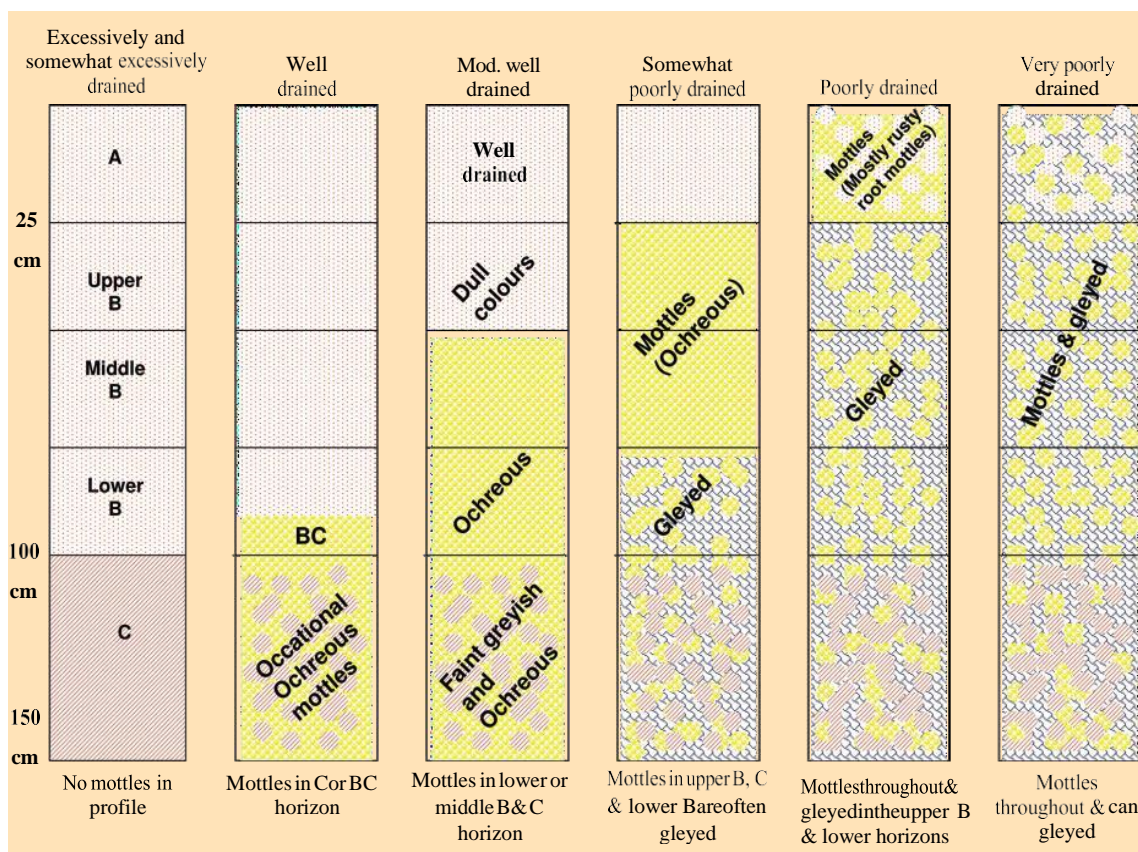 Excessively and
somewhat excessively
drained
Well
drained
Mod. well
drained
Somewhat
poorly drained
Poorly drained
Very poorly
drained
25
cm
100
cm
150
cm
A
Upper
B
Middle
B
Lower
B
C
BC
Occational
Ochreous
mottles
Well
drained
Dull
colours
Ochreous
Faint greyish
and
Ochreous
Mottles
(Ochreous)
Gleyed
Mottles
(Mostly rusty
root mottles)
Gleyed
Mottles & gleyed
No mottles in
profile
Mottles in C or BC
horizon
Mottles in lower or
middle B & C
horizon
Mottles in upper B, C
& lower Bareoften
gleyed
Mottlesthroughout&
gleyedintheupper B
& lower horizons
Mottles
throughout & can
gleyed